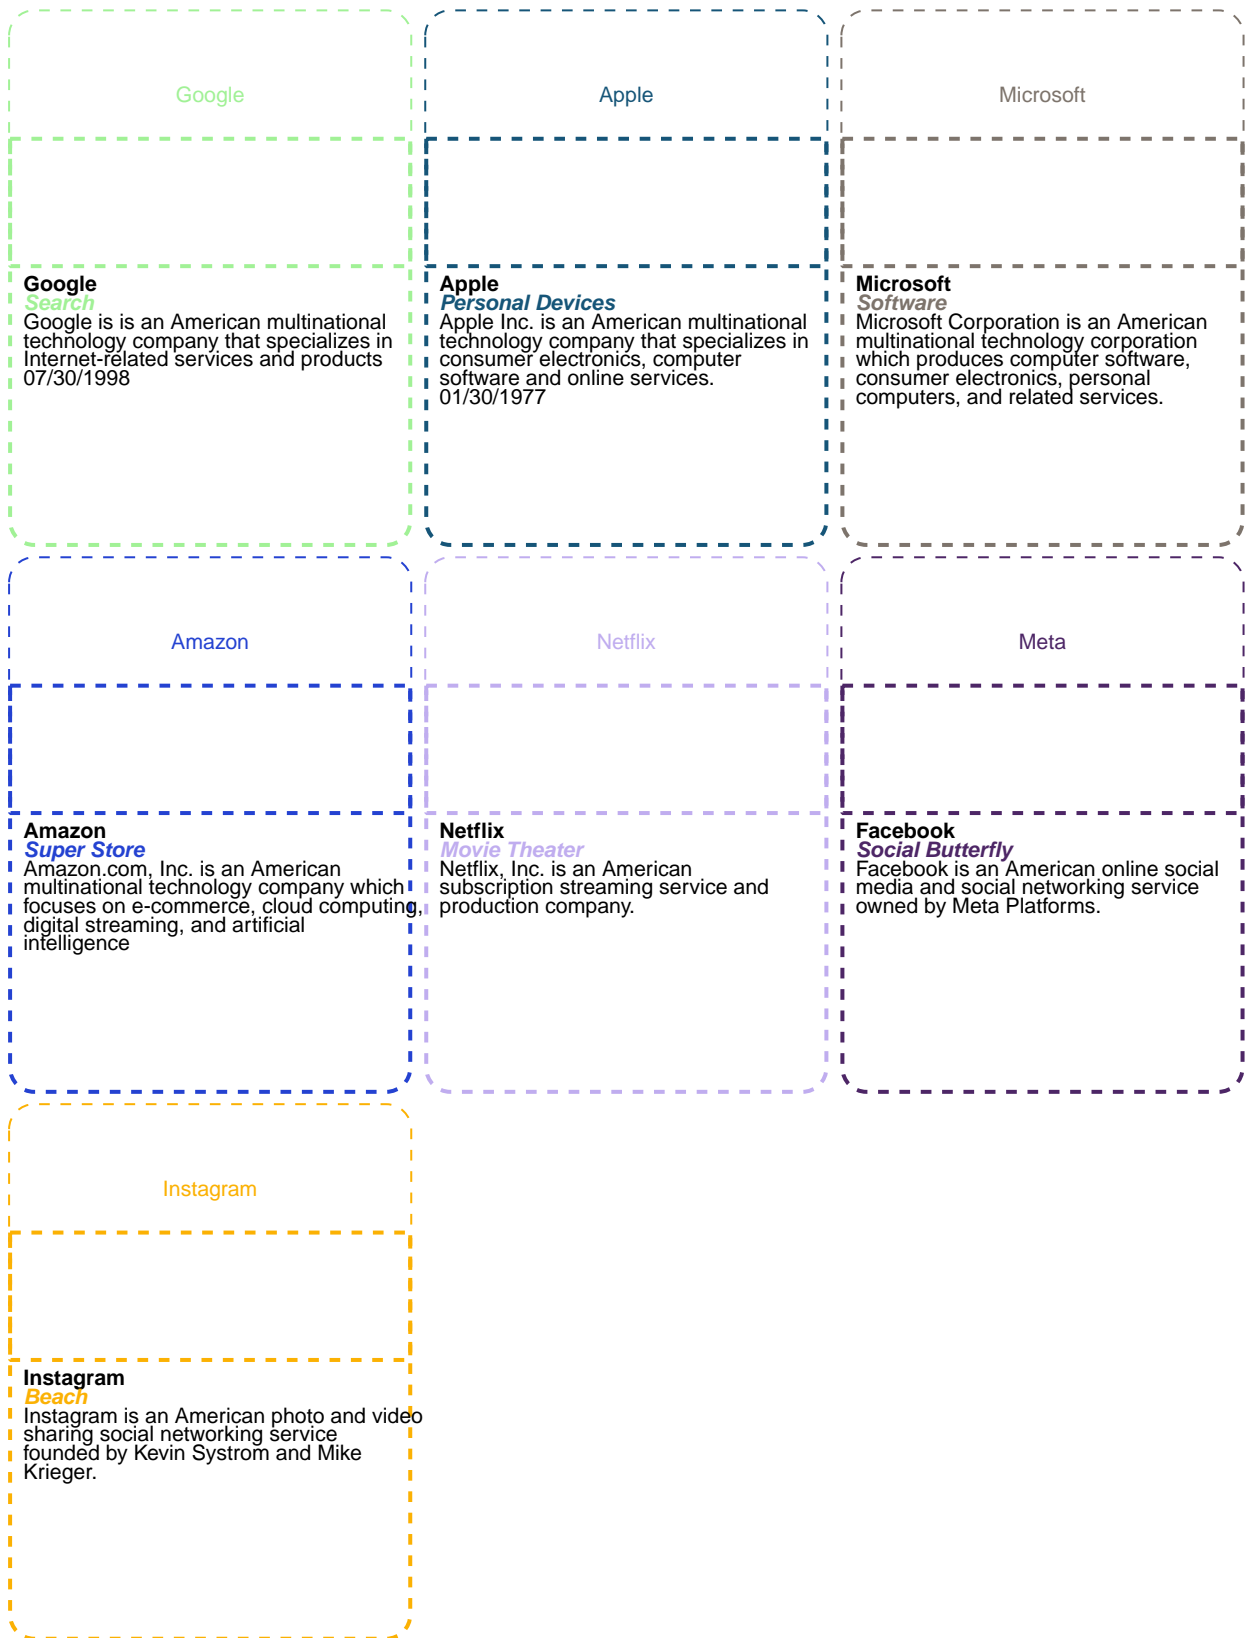 Google
Google
Search
Google is is an American multinational
technology company that specializes in
Internet-related services and products
07/30/1998
Apple
Apple
Personal Devices
Apple Inc. is an American multinational
technology company that specializes in
consumer electronics, computer
software and online services.
01/30/1977
Microsoft
Microsoft
Software
Microsoft Corporation is an American
multinational technology corporation
which produces computer software,
consumer electronics, personal
computers, and related services.
Amazon
Amazon
Super Store
Amazon.com, Inc. is an American
multinational technology company which
focuses on e-commerce, cloud computing,
digital streaming, and artificial
intelligence
Netflix
Netflix
Movie Theater
Netflix, Inc. is an American
subscription streaming service and
production company.
Meta
Facebook
Social Butterfly
Facebook is an American online social
media and social networking service
owned by Meta Platforms.
Instagram
Instagram
Beach
Instagram is an American photo and video
sharing social networking service
founded by Kevin Systrom and Mike
Krieger.